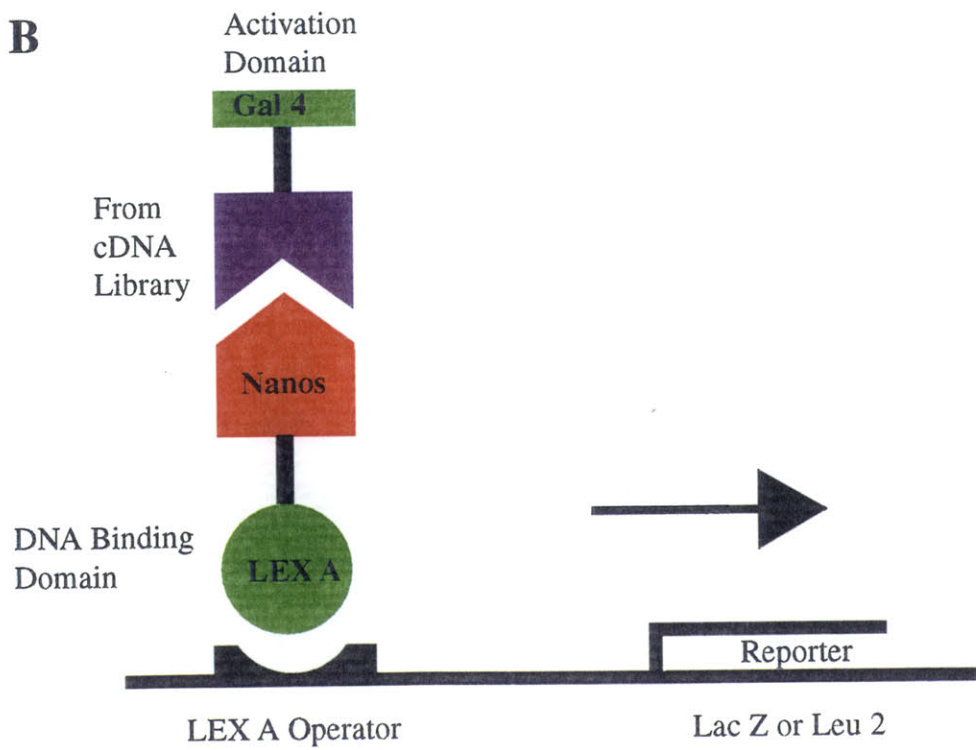 B
Activation
Domain
Gal 4
From
cDNA
Library
Nanos
DNA Binding
Domain
LEX A
Reporter
LEX A Operator
Lac Z or Leu 2